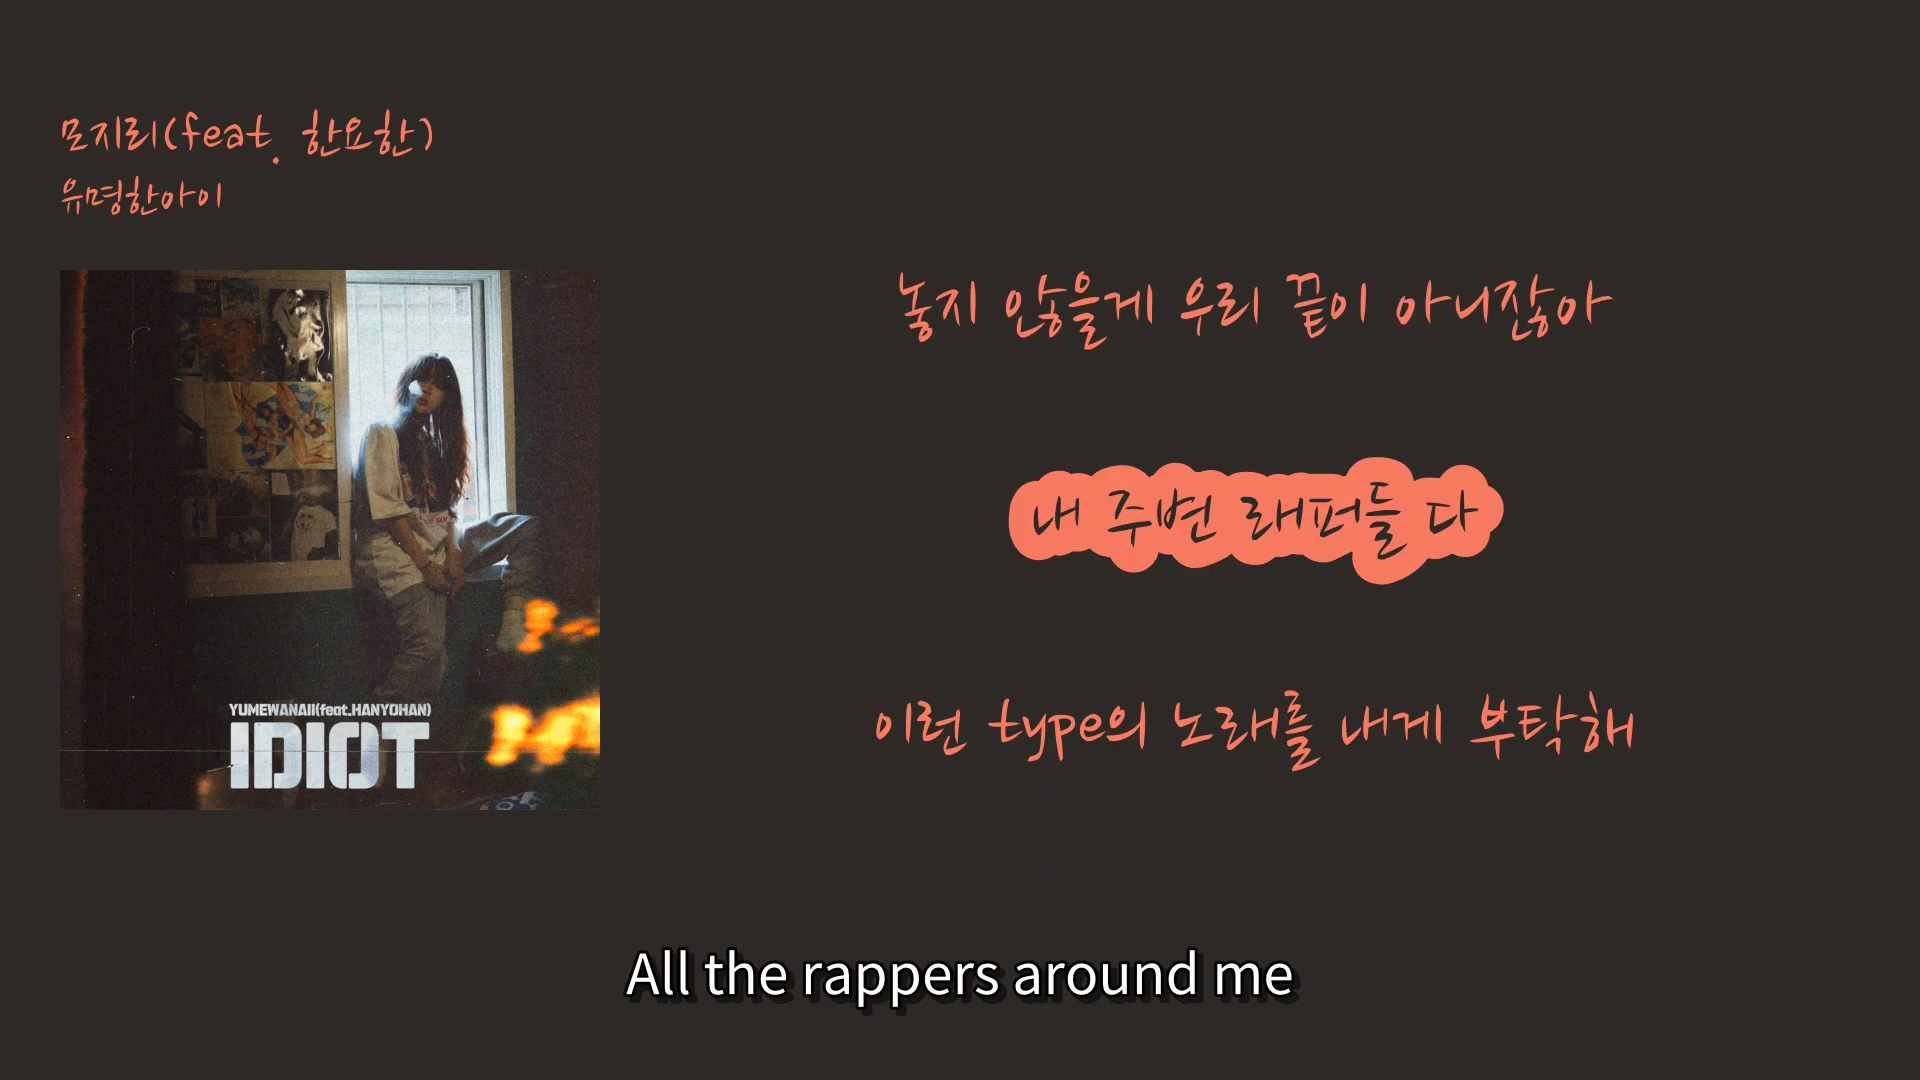 모지리(feat. 한요한)
유명한아이
놓지 않을게 우리 끝이 아니잖아
내 주변 래퍼들 다
이런 type의 노래를 내게 부탁해
YUMEWANAII(feat.HANYOHAN)
IDIOT
All the rappers around me